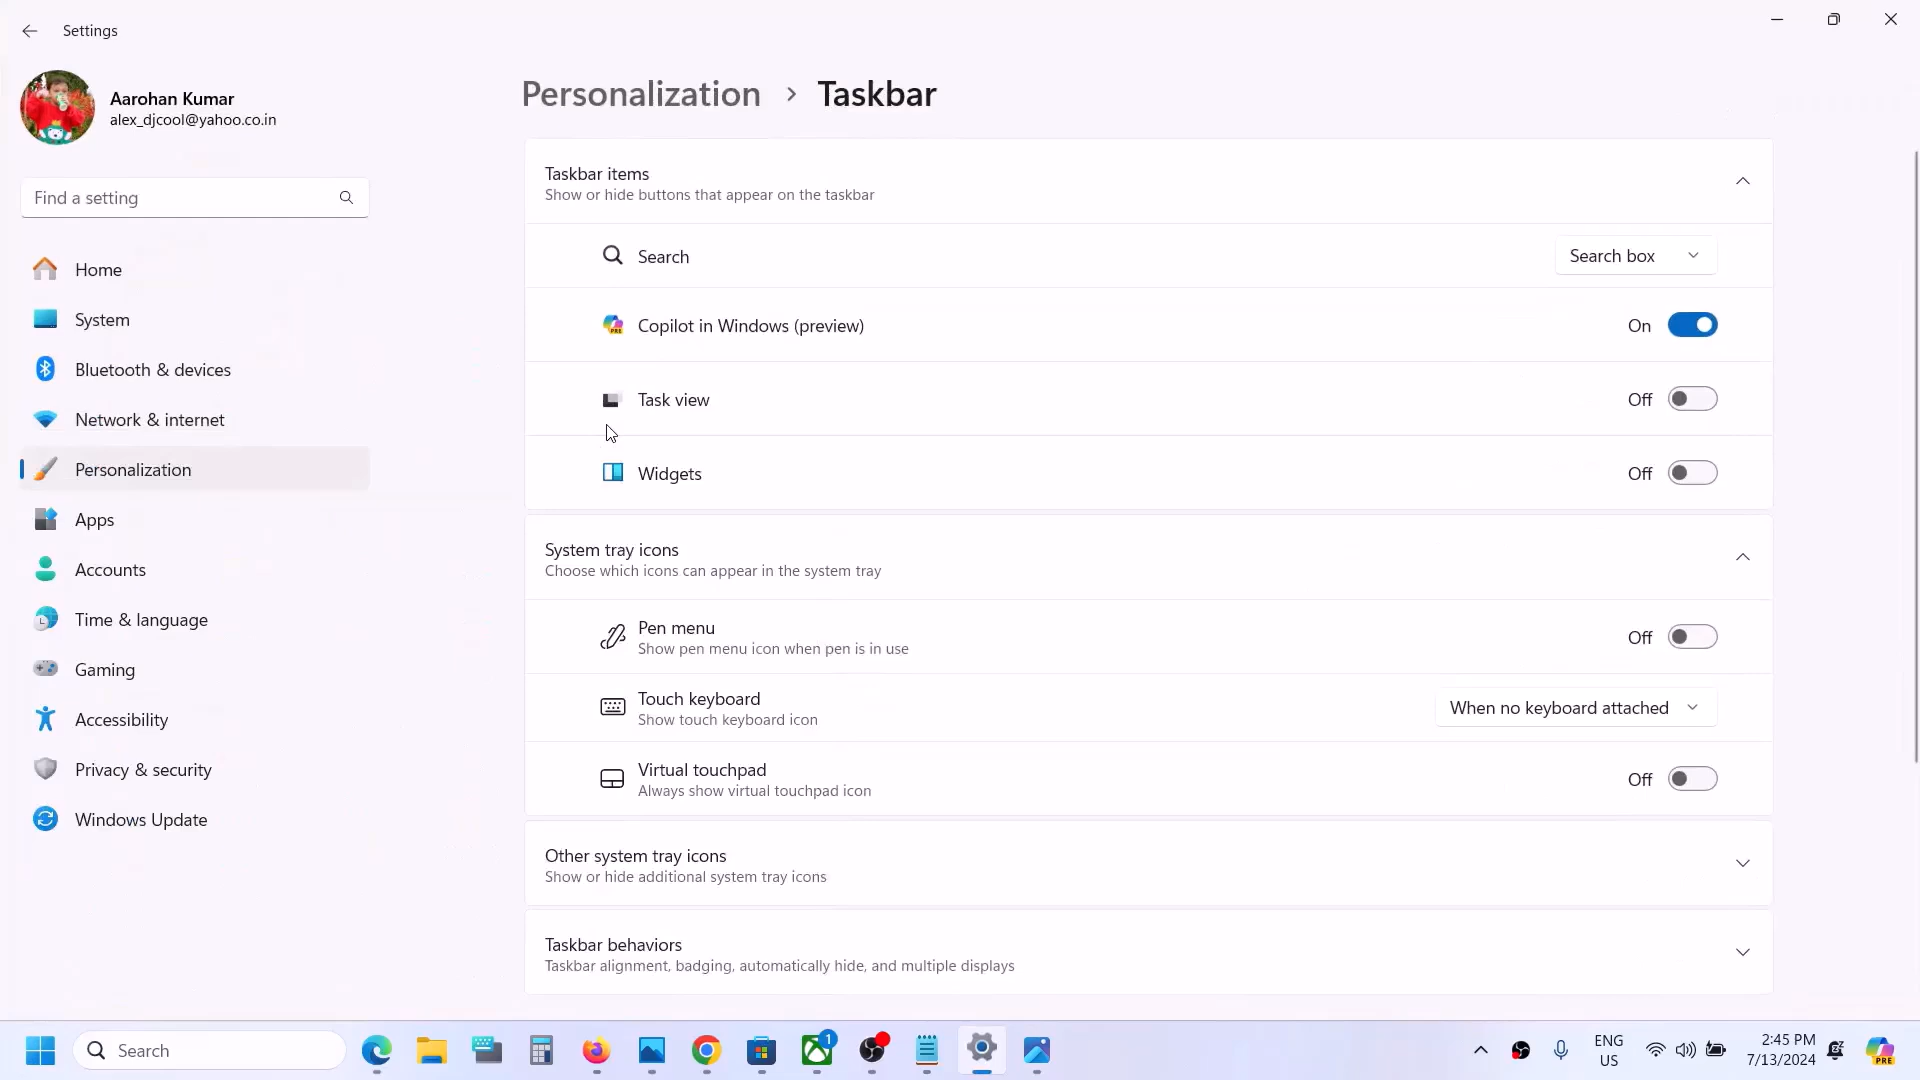 Settings
Aarohan Kumar
alex_djcool@yahoo.co.in
Find a setting
Home
System
Bluetooth & devices
Network & internet
Personalization
Apps
Accounts
Time & language
Gaming
Accessibility
Privacy & security
Windows Update
Personalization > Taskbar
Taskbar items
Show or hide buttons that appear on the taskbar
Search
Search box
Copilot in Windows (preview)
On
Task view
Off
Widgets
Off
System tray icons
Choose which icons can appear in the system tray
Pen menu
Show pen menu icon when pen is in use
Off
Touch keyboard
Show touch keyboard icon
When no keyboard attached
Virtual touchpad
Always show virtual touchpad icon
Off
Other system tray icons
Show or hide additional system tray icons
Taskbar behaviors
Taskbar alignment, badging, automatically hide, and multiple displays
Search
1
ENG
US
2:45 PM
7/13/2024
PRE